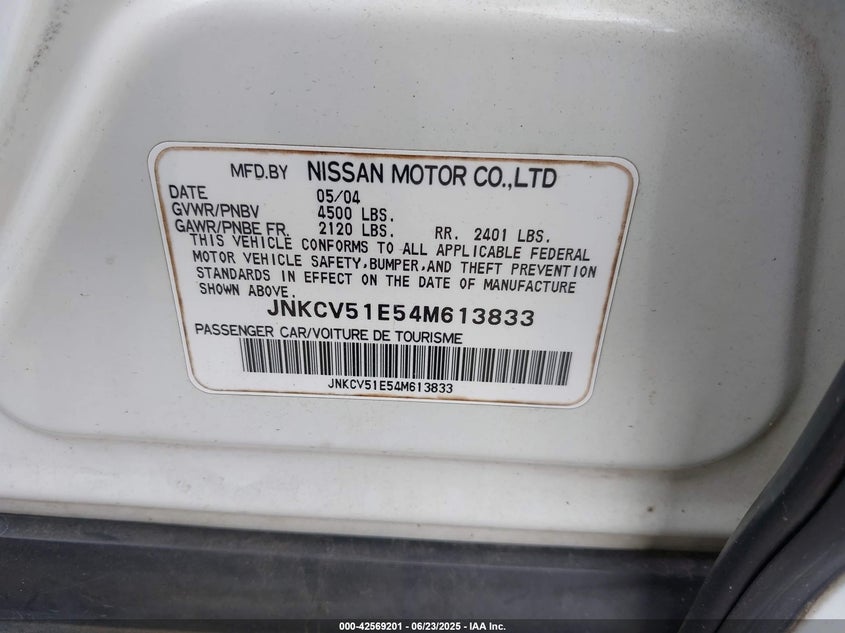 MFD.BY NISSAN MOTOR CO.,LTD
DATE 05/04
GVWR/PNBV 4500 LBS.
GAWR/PNBE FR. 2120 LBS. RR. 2401 LBS.
THIS VEHICLE CONFORMS TO ALL APPLICABLE FEDERAL
MOTOR VEHICLE SAFETY,BUMPER,AND THEFT PREVENTION
STANDARDS IN EFFECT ON THE DATE OF MANUFACTURE
SHOWN ABOVE.
JNKCV51E54M613833
PASSENGER CAR/VOITURE DE TOURISME
JNKCV51E54M613833
000-42569201 - 06/23/2025 - IAA Inc.